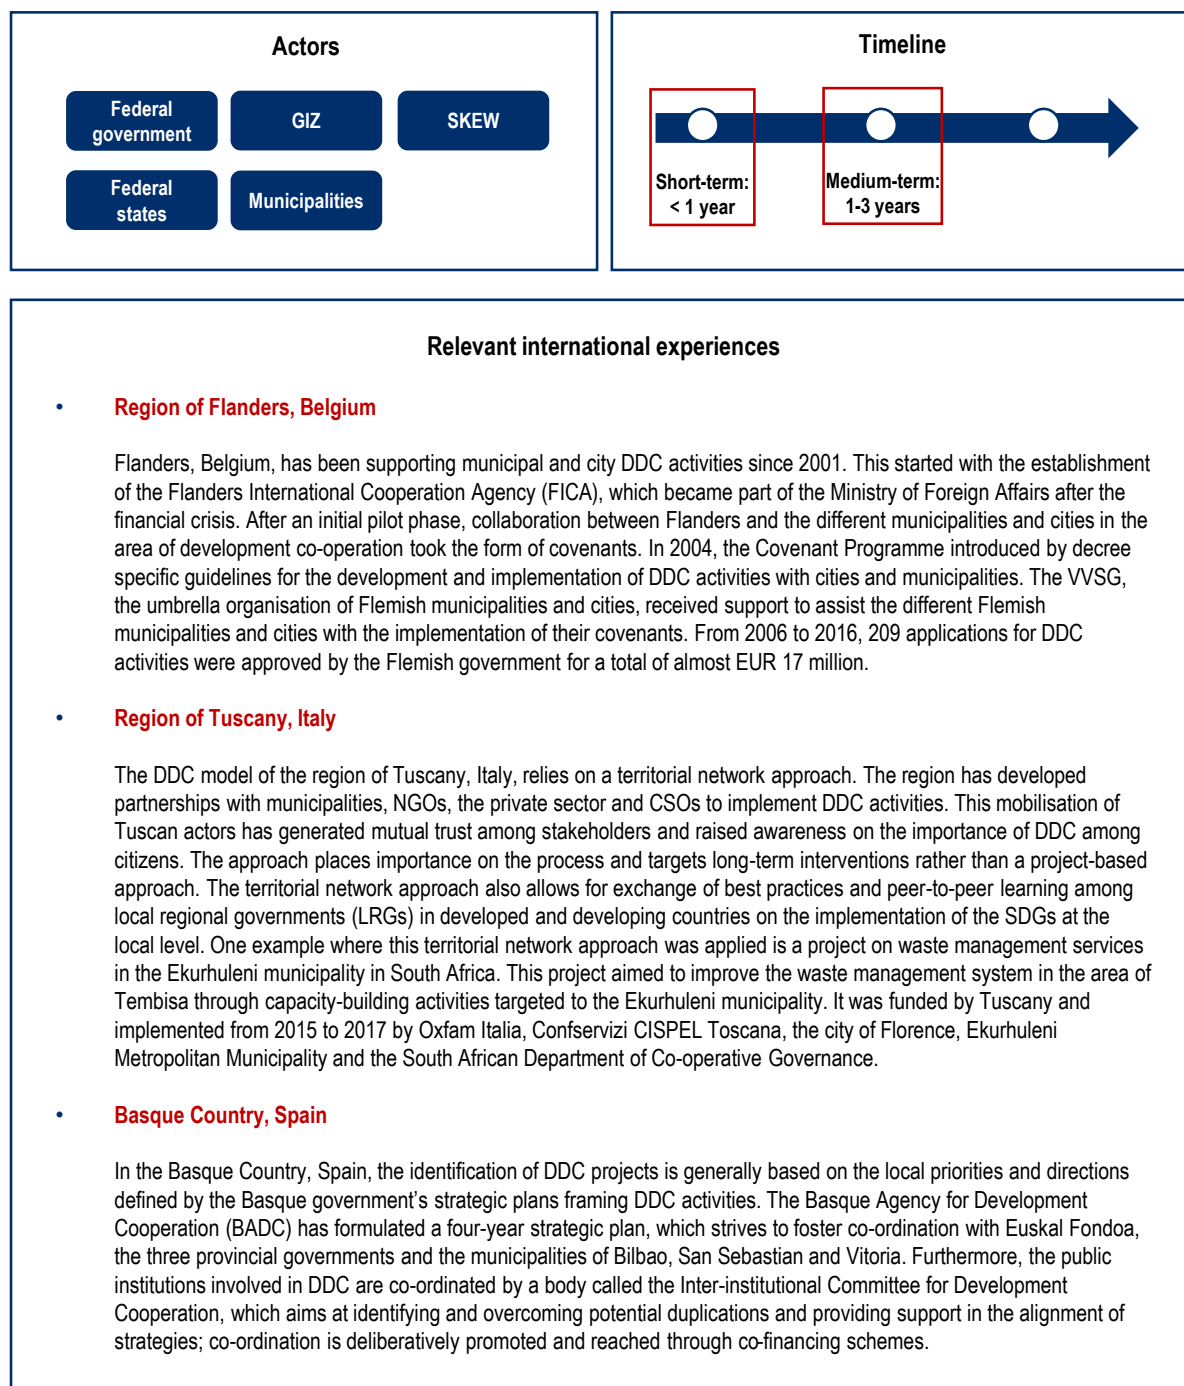 Actors
Federal
government
GIZ
SKEW
Federal
states
Municipalities
Timeline
Short-term:
< 1 year
Medium-term:
1-3 years
Relevant international experiences
• Region of Flanders, Belgium
Flanders, Belgium, has been supporting municipal and city DDC activities since 2001. This started with the establishment
of the Flanders International Cooperation Agency (FICA), which became part of the Ministry of Foreign Affairs after the
financial crisis. After an initial pilot phase, collaboration between Flanders and the different municipalities and cities in the
area of development co-operation took the form of covenants. In 2004, the Covenant Programme introduced by decree
specific guidelines for the development and implementation of DDC activities with cities and municipalities. The VVSG,
the umbrella organisation of Flemish municipalities and cities, received support to assist the different Flemish
municipalities and cities with the implementation of their covenants. From 2006 to 2016, 209 applications for DDC
activities were approved by the Flemish government for a total of almost EUR 17 million.
• Region of Tuscany, Italy
The DDC model of the region of Tuscany, Italy, relies on a territorial network approach. The region has developed
partnerships with municipalities, NGOs, the private sector and CSOs to implement DDC activities. This mobilisation of
Tuscan actors has generated mutual trust among stakeholders and raised awareness on the importance of DDC among
citizens. The approach places importance on the process and targets long-term interventions rather than a project-based
approach. The territorial network approach also allows for exchange of best practices and peer-to-peer learning among
local regional governments (LRGs) in developed and developing countries on the implementation of the SDGs at the
local level. One example where this territorial network approach was applied is a project on waste management services
in the Ekurhuleni municipality in South Africa. This project aimed to improve the waste management system in the area of
Tembisa through capacity-building activities targeted to the Ekurhuleni municipality. It was funded by Tuscany and
implemented from 2015 to 2017 by Oxfam Italia, Confservizi CISPEL Toscana, the city of Florence, Ekurhuleni
Metropolitan Municipality and the South African Department of Co-operative Governance.
• Basque Country, Spain
In the Basque Country, Spain, the identification of DDC projects is generally based on the local priorities and directions
defined by the Basque government’s strategic plans framing DDC activities. The Basque Agency for Development
Cooperation (BADC) has formulated a four-year strategic plan, which strives to foster co-ordination with Euskal Fondoa,
the three provincial governments and the municipalities of Bilbao, San Sebastian and Vitoria. Furthermore, the public
institutions involved in DDC are co-ordinated by a body called the Inter-institutional Committee for Development
Cooperation, which aims at identifying and overcoming potential duplications and providing support in the alignment of
strategies; co-ordination is deliberatively promoted and reached through co-financing schemes.